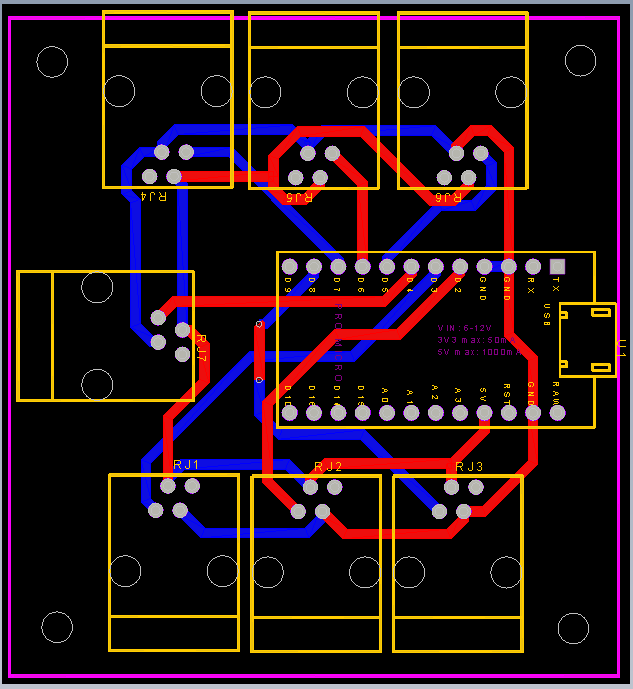 RJ4
RJ5
RJ6
D9
D8
D7
D6
D5
D4
D3
D2
GND
GND
RX
TX
USB
U1
PROMICRO
VIN:6-12V
3V3 max:50mA
5V max:1000mA
RJ7
D10
D16
D14
D15
A0
A1
A2
A3
5V
RST
GND
RAW
RJ1
RJ2
RJ3